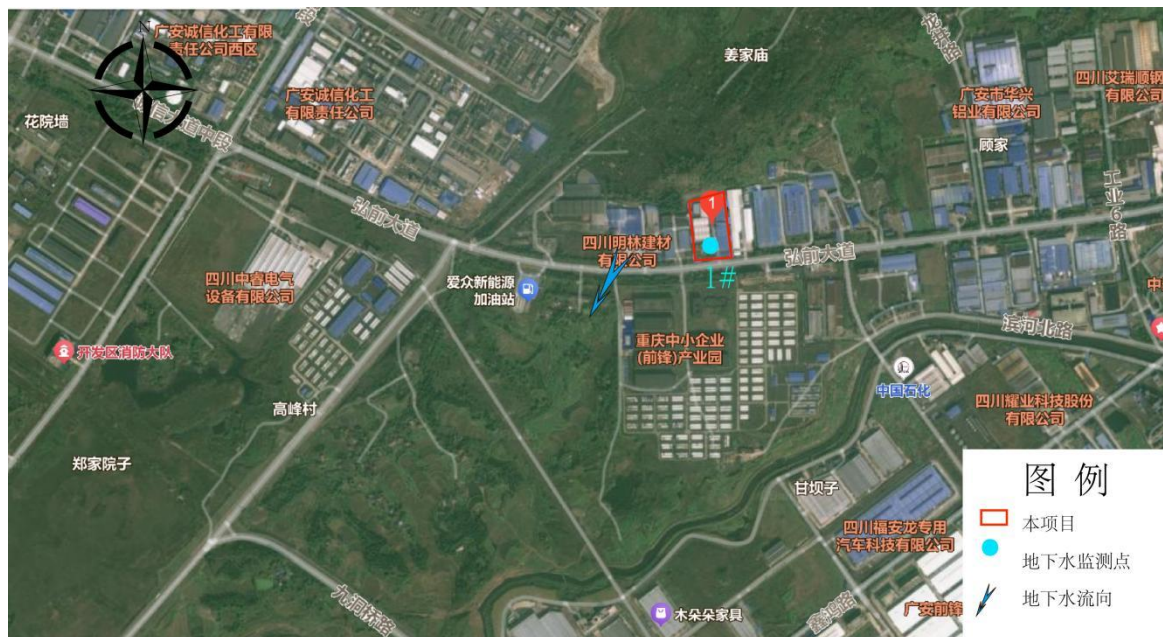 广安诚信化工有限
责任公司西区
N
花院墙
广安诚信化工
有限责任公司
姜家庙
四川艾瑞顺钢
有限公司
广安市华兴
铝业有限公司
顾家
工业6路
弘前大道
四川明林建材
有限公司
1
1#
弘前大道
四川中睿电气
设备有限公司
爱众新能源
加油站
滨河北路
开发区消防大队
重庆中小企业
(前锋)产业园
中国石化
高峰村
四川耀业科技股份
有限公司
郑家院子
甘坝子
四川福安龙专用
汽车科技有限公司
木朵朵家具
广安前锋
图例
本项目
地下水监测点
地下水流向